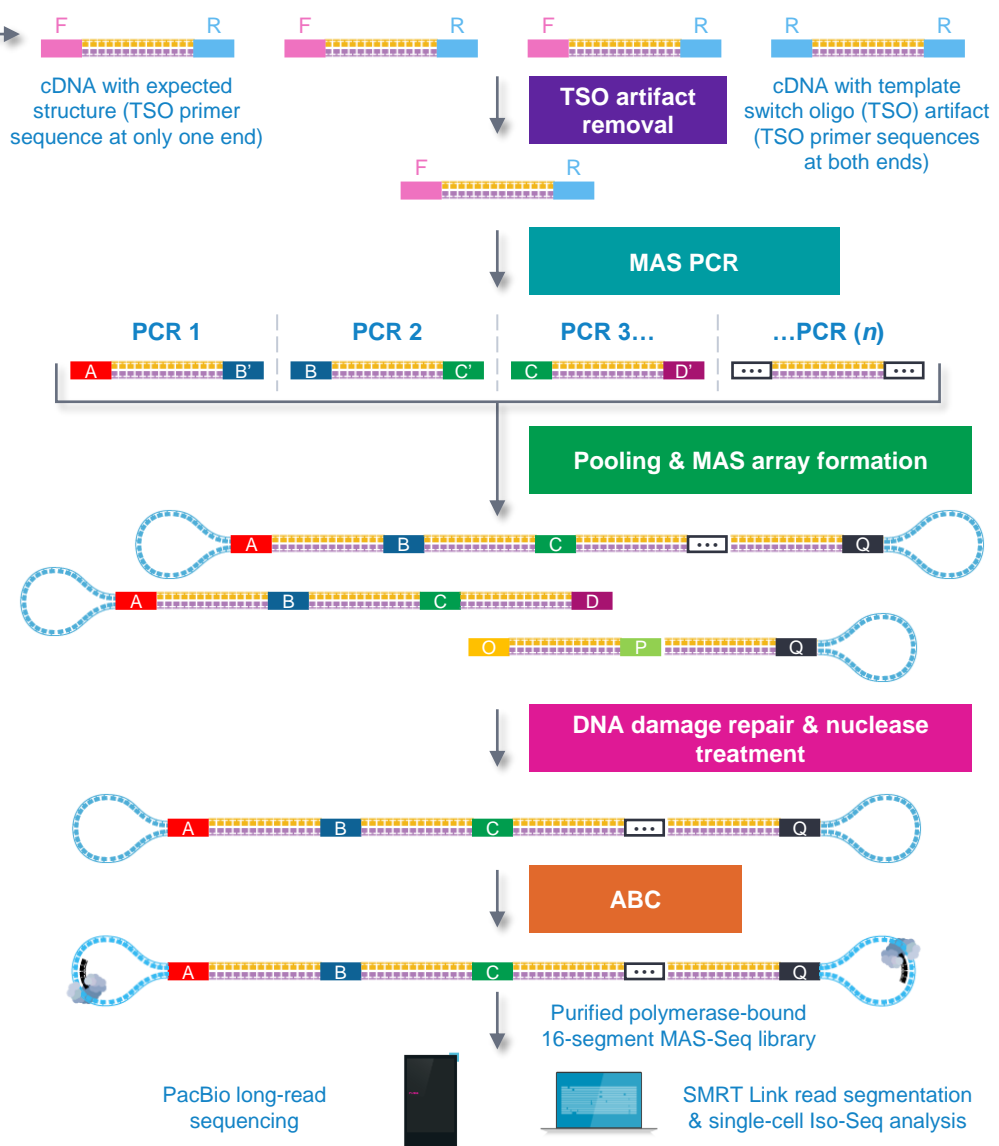 F R F R F R R R
cDNA with expected
structure (TSO primer
sequence at only one end)
TSO artifact
removal
cDNA with template
switch oligo (TSO) artifact
(TSO primer sequences
at both ends)
F R
MAS PCR
PCR 1 PCR 2 PCR 3... ...PCR (n)
A B' B C' C D' ... ...
Pooling & MAS array formation
A B C ... Q
A B C D
O P Q
DNA damage repair & nuclease
treatment
A B C ... Q
ABC
A B C ... Q
Purified polymerase-bound
16-segment MAS-Seq library
PacBio long-read
sequencing
SMRT Link read segmentation
& single-cell Iso-Seq analysis